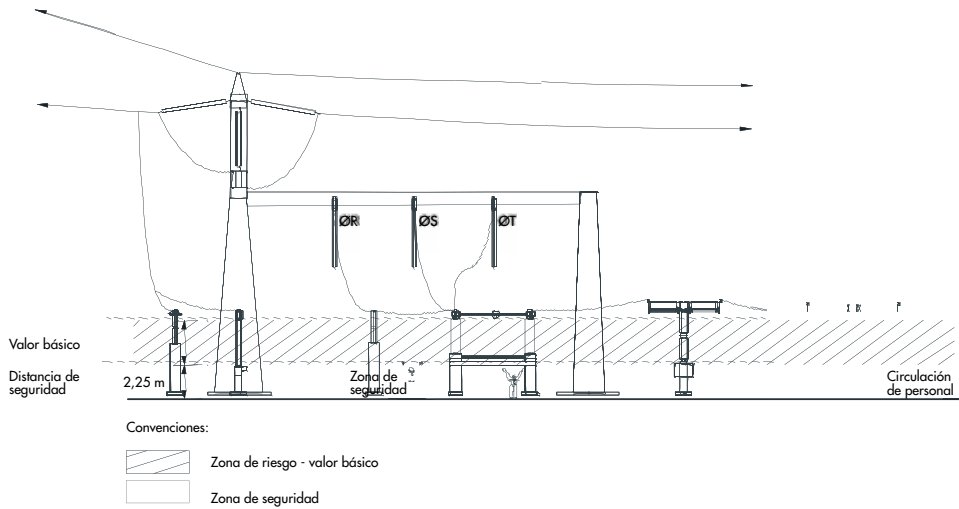 ØR
ØS
ØT
Valor básico
Distancia de
seguridad
2,25 m
Zona de
seguridad
Circulación
de personal
Convenciones:
Zona de riesgo - valor básico
Zona de seguridad